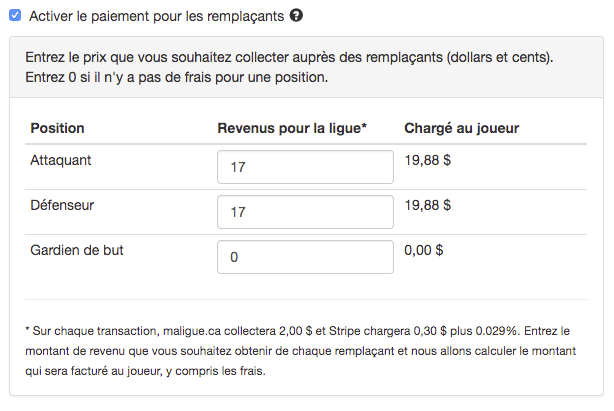 Activer le paiement pour les remplaçants ?
Entrez le prix que vous souhaitez collecter auprès des remplaçants (dollars et cents).
Entrez 0 si il n'y a pas de frais pour une position.
Position Revenus pour la ligue* Chargé au joueur
Attaquant 17 19,88 $
Défenseur 17 19,88 $
Gardien de but 0 0,00 $
* Sur chaque transaction, maligue.ca collectera 2,00 $ et Stripe chargera 0,30 $ plus 0.029%. Entrez le
montant de revenu que vous souhaitez obtenir de chaque remplaçant et nous allons calculer le montant
qui sera facturé au joueur, y compris les frais.